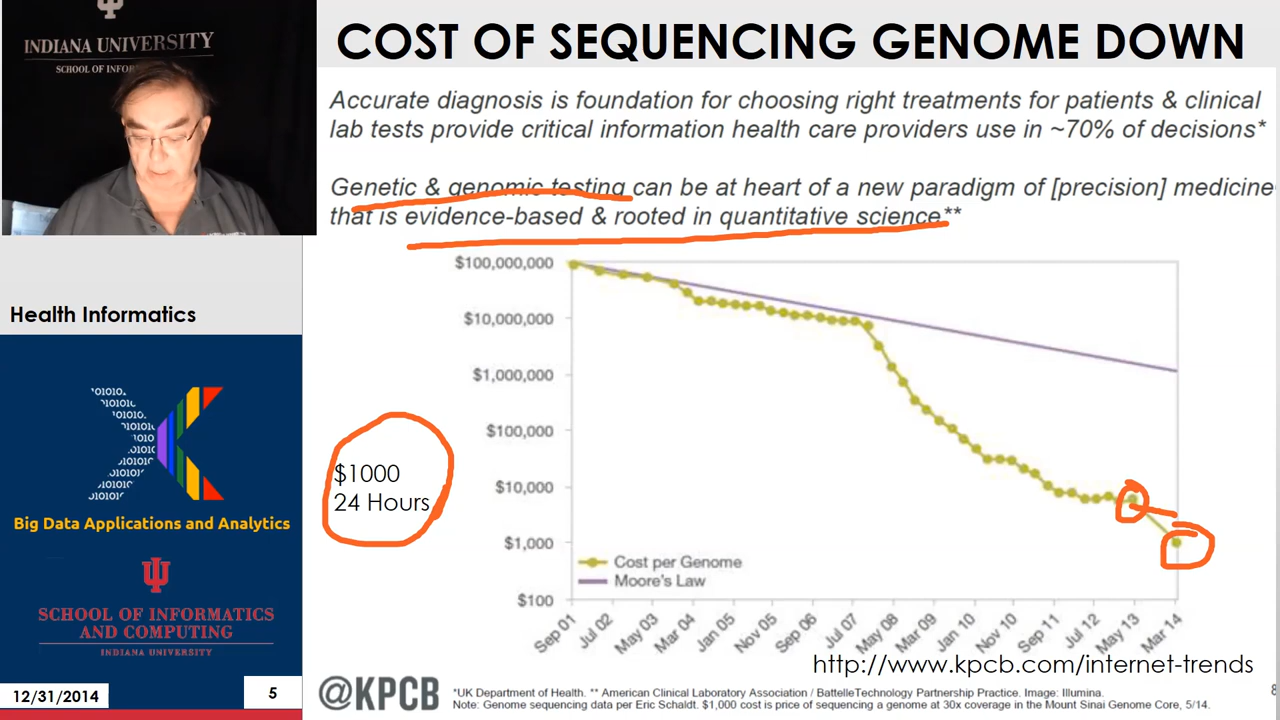 INDIANA UNIVERSITY
COST OF SEQUENCING GENOME DOWN
Accurate diagnosis is foundation for choosing right treatments for patients & clinical
lab tests provide critical information health care providers use in ~70% of decisions*
Genetic & genomic testing can be at heart of a new paradigm of [precision] medicine
that is evidence-based & rooted in quantitative science**
$100,000,000
$10,000,000
$1,000,000
$100,000
$10,000
$1,000
$100
$1000
24 Hours
Cost per Genome
Moore's Law
Sep 01
Jul 02
May 03
Mar 04
Jan 05
Nov 05
Sep 06
Jul 07
May 08
Mar 09
Jan 10
Nov 10
Sep 11
Jul 12
May 13
Mar 14
http://www.kpcb.com/internet-trends
@KPCB
*UK Department of Health. ** American Clinical Laboratory Association / BattelleTechnology Partnership Practice. Image: Illumina.
Note: Genome sequencing data per Eric Schaldt. $1,000 cost is price of sequencing a genome at 30x coverage in the Mount Sinai Genome Core, 5/14.
SCHOOL OF
Health Informatics
Big Data Applications and Analytics
SCHOOL OF INFORMATICS
AND COMPUTING
INDIANA UNIVERSITY
12/31/2014
5